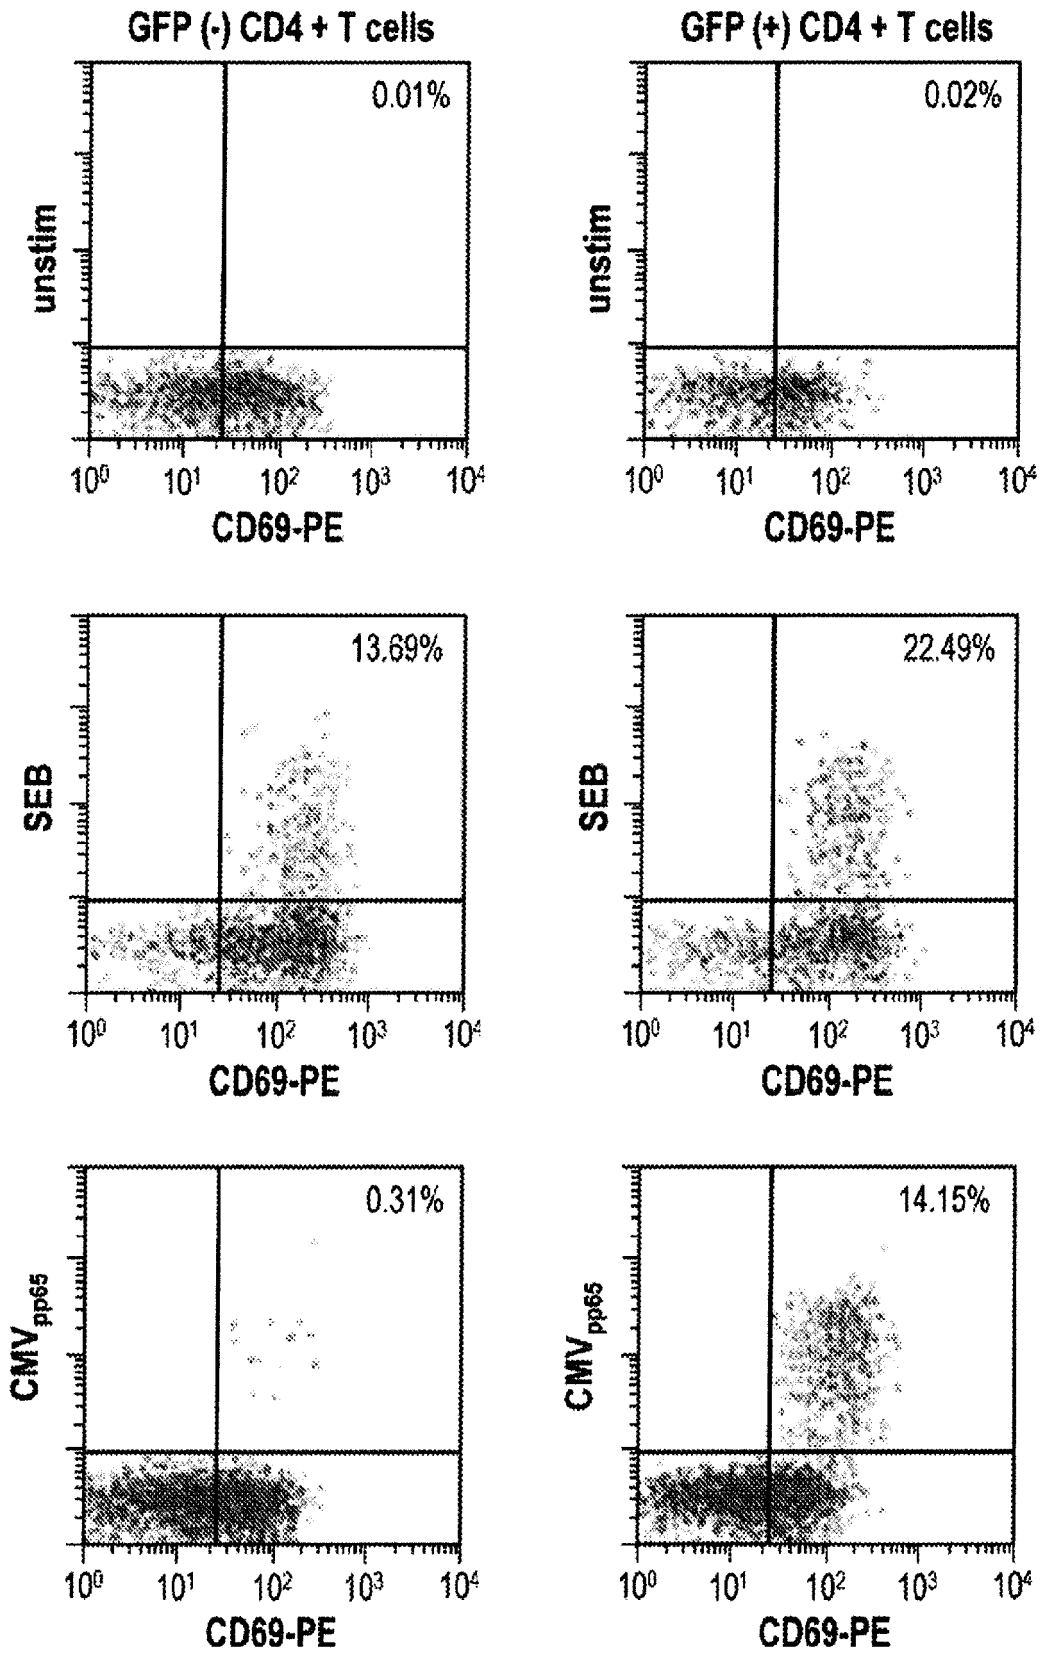 GFP (-) CD4 + T cells
GFP (+) CD4 + T cells
0.01%
unstim
10⁰ 10¹ 10² 10³ 10⁴
CD69-PE
0.02%
unstim
10⁰ 10¹ 10² 10³ 10⁴
CD69-PE
13.69%
SEB
10⁰ 10¹ 10² 10³ 10⁴
CD69-PE
22.49%
SEB
10⁰ 10¹ 10² 10³ 10⁴
CD69-PE
0.31%
CMVpp65
10⁰ 10¹ 10² 10³ 10⁴
CD69-PE
14.15%
CMVpp65
10⁰ 10¹ 10² 10³ 10⁴
CD69-PE